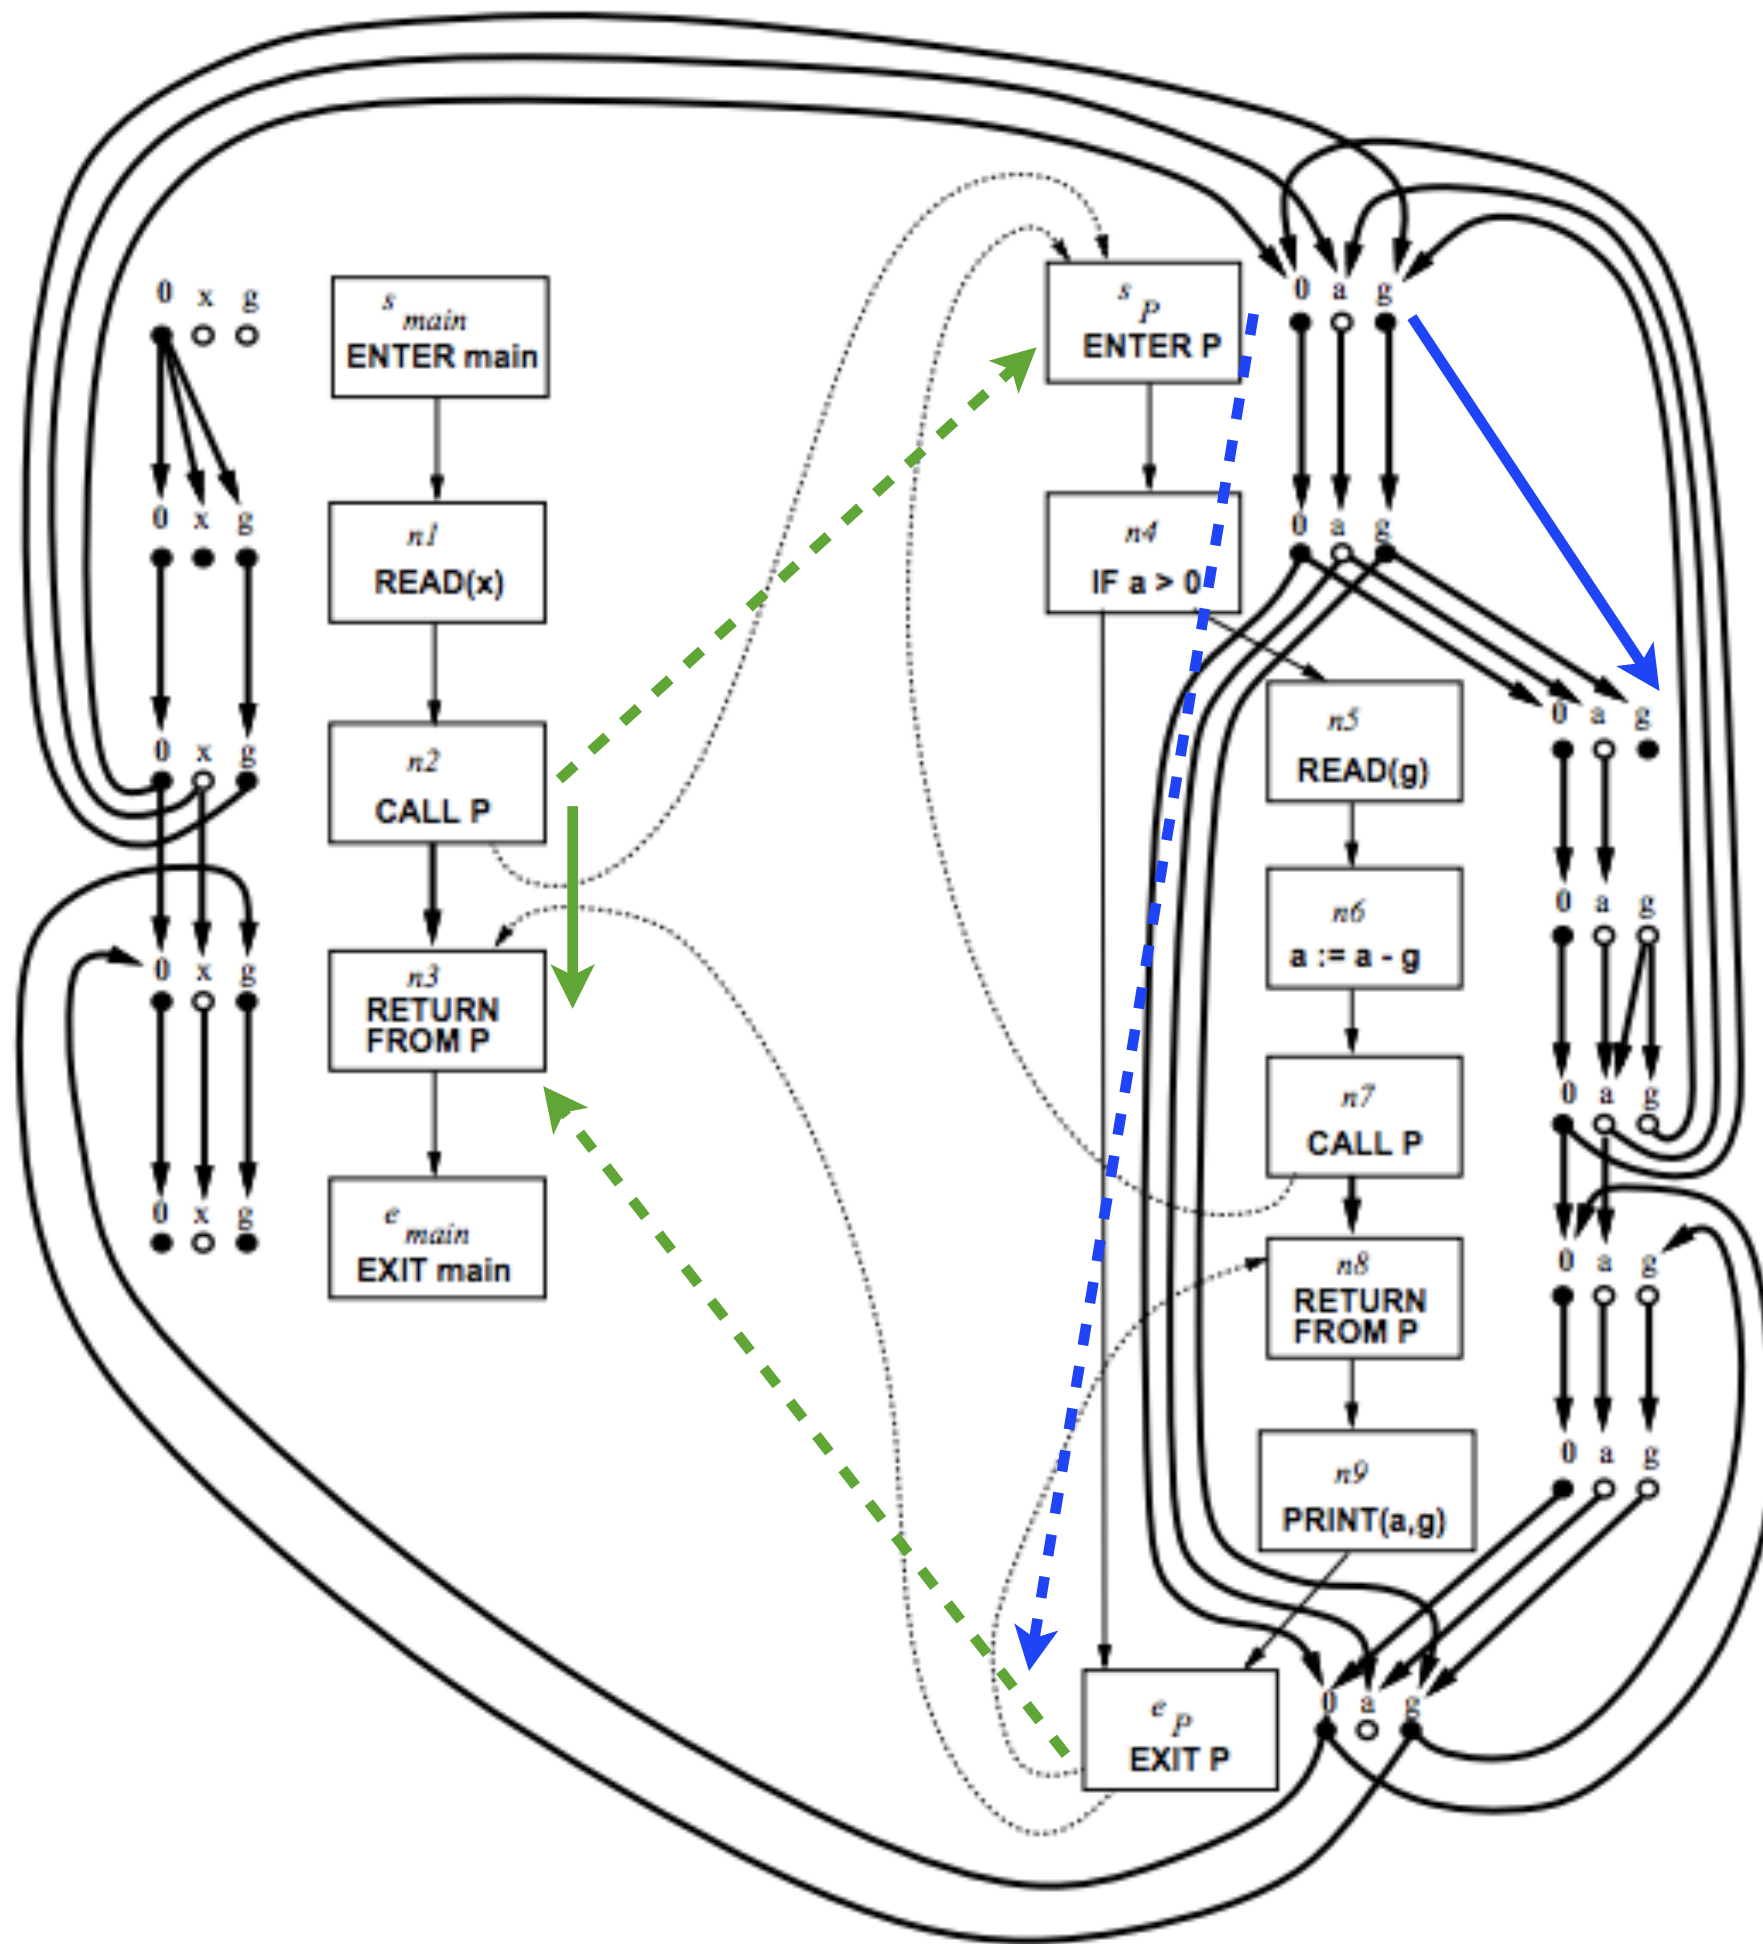 0 x g
s main
ENTER main
0 x g
n1
READ(x)
0 x g
n2
CALL P
0 x g
n3
RETURN
FROM P
0 x g
e main
EXIT main
s P
ENTER P
0 a g
n4
IF a > 0
0 a g
n5
READ(g)
0 a g
n6
a := a - g
0 a g
n7
CALL P
0 a g
n8
RETURN
FROM P
0 a g
n9
PRINT(a,g)
0 a g
e P
EXIT P
0 a g